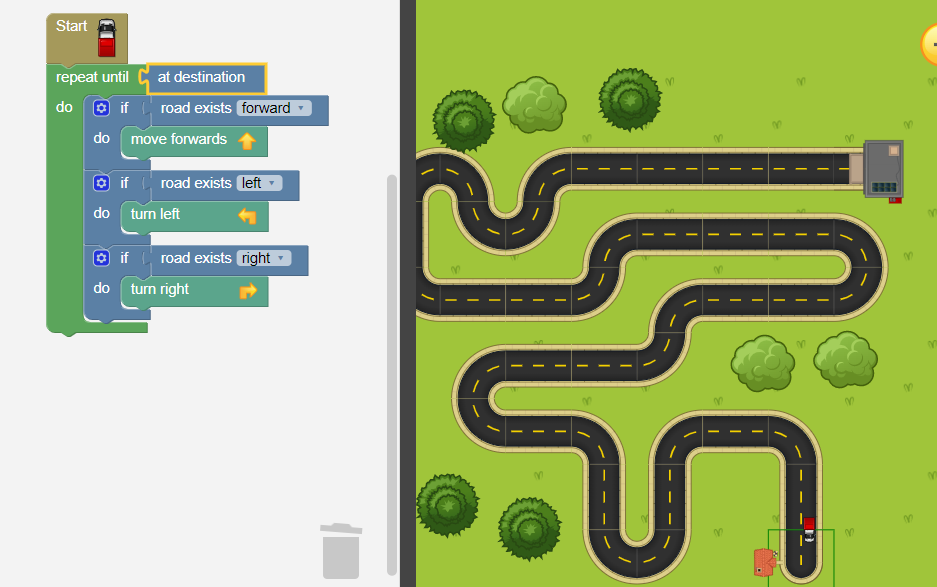 Start
repeat until at destination
do if road exists forward
do move forwards
if road exists left
do turn left
if road exists right
do turn right